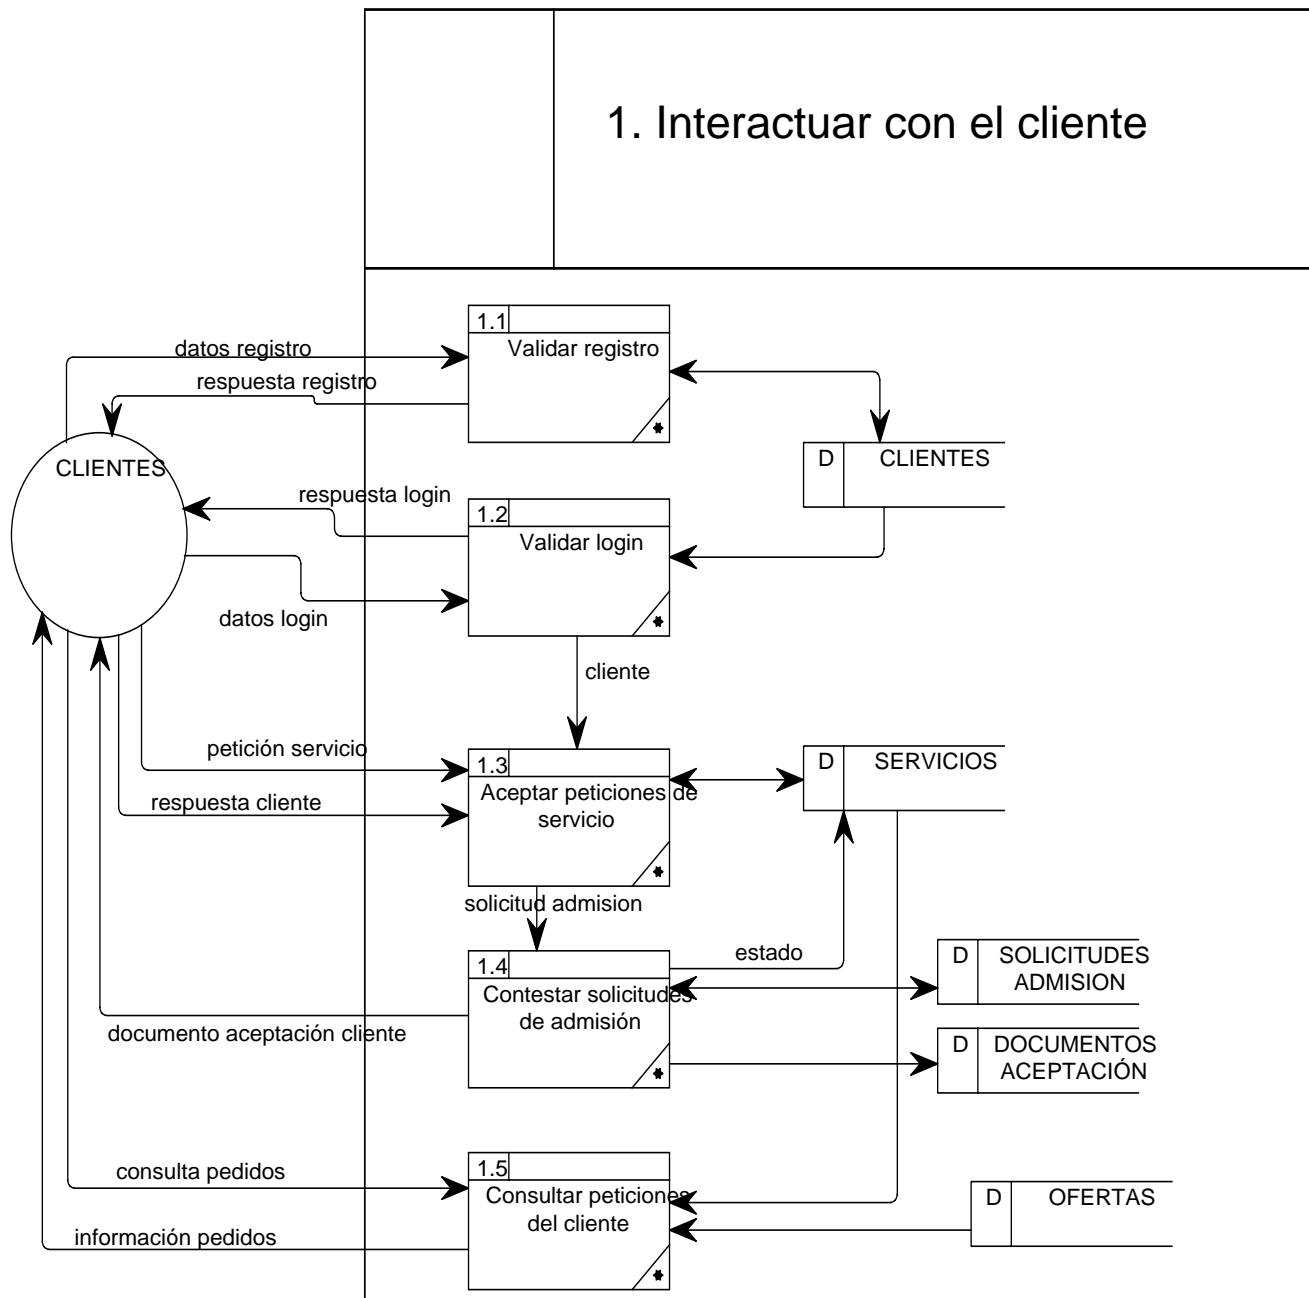 1. Interactuar con el cliente
1.1
Validar registro
datos registro
respuesta registro
CLIENTES
D
CLIENTES
respuesta login
1.2
Validar login
datos login
cliente
petición servicio
1.3
Aceptar peticiones de
servicio
D
SERVICIOS
respuesta cliente
solicitud admision
estado
1.4
Contestar solicitudes
de admisión
D
SOLICITUDES
ADMISION
documento aceptación cliente
D
DOCUMENTOS
ACEPTACIÓN
consulta pedidos
1.5
Consultar peticiones
del cliente
D
OFERTAS
información pedidos